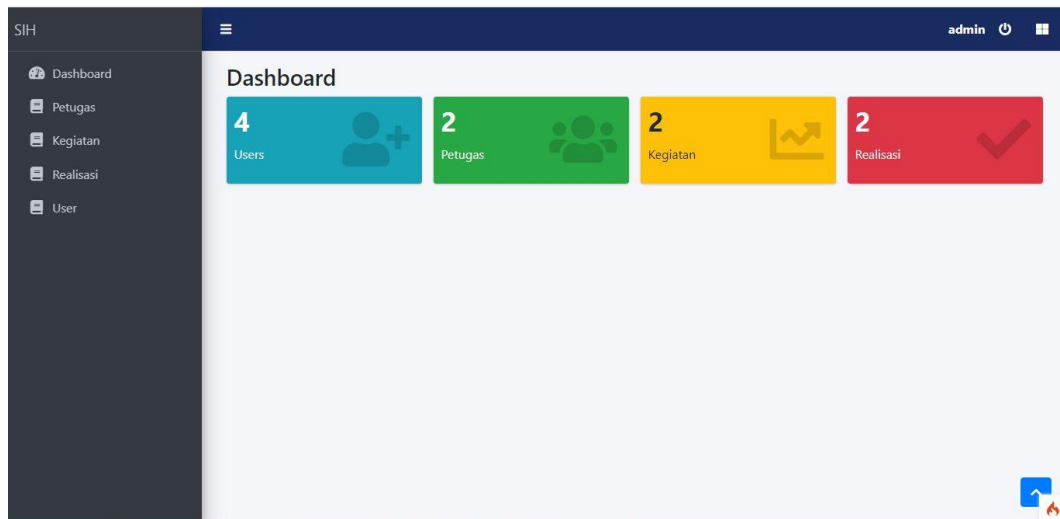 SIH
admin
Dashboard
Petugas
Kegiatan
Realisasi
User
Dashboard
4
Users
2
Petugas
2
Kegiatan
2
Realisasi